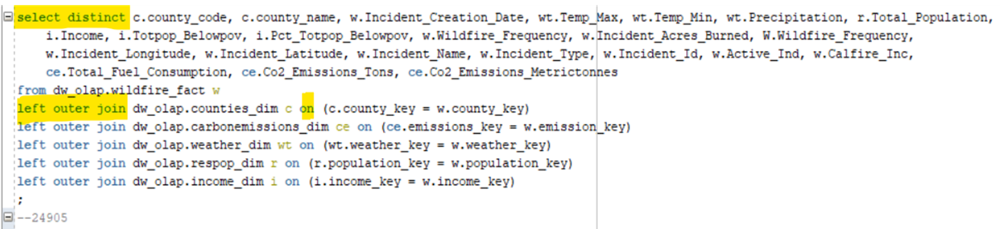 select distinct c.county_code, c.county_name, w.Incident_Creation_Date, wt.Temp_Max, wt.Temp_Min, wt.Precipitation, r.Total_Population,
i.Income, i.Totpop_Belowpov, i.Pct_Totpop_Belowpov, w.Wildfire_Frequency, w.Incident_Acres_Burned, W.Wildfire_Frequency,
w.Incident_Longitude, w.Incident_Latitude, w.Incident_Name, w.Incident_Type, w.Incident_Id, w.Active_Ind, w.Calfire_Inc,
ce.Total_Fuel_Consumption, ce.Co2_Emissions_Tons, ce.Co2_Emissions_Metrictonnes
from dw_olap.wildfire_fact w
left outer join dw_olap.counties_dim c on (c.county_key = w.county_key)
left outer join dw_olap.carbonemissions_dim ce on (ce.emissions_key = w.emission_key)
left outer join dw_olap.weather_dim wt on (wt.weather_key = w.weather_key)
left outer join dw_olap.respop_dim r on (r.population_key = w.population_key)
left outer join dw_olap.income_dim i on (i.income_key = w.income_key)
;
--24905